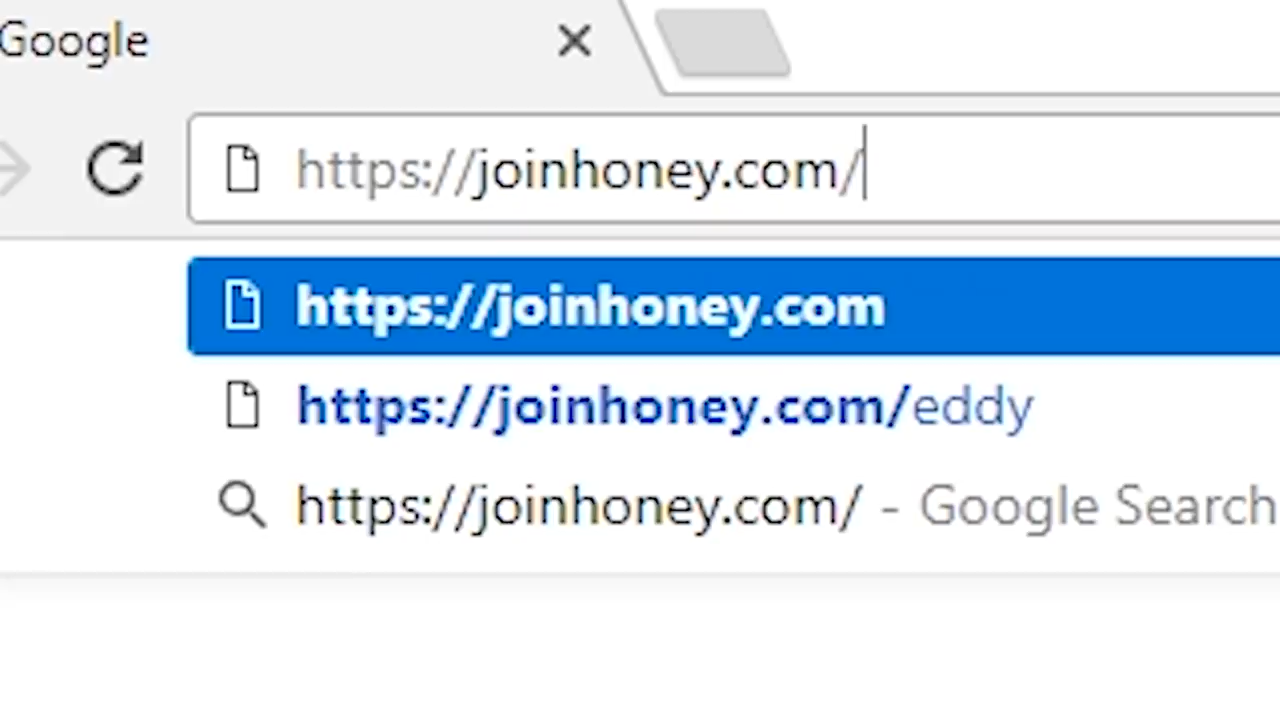 Google
https://joinhoney.com/
https://joinhoney.com
https://joinhoney.com/eddy
https://joinhoney.com/ - Google Search